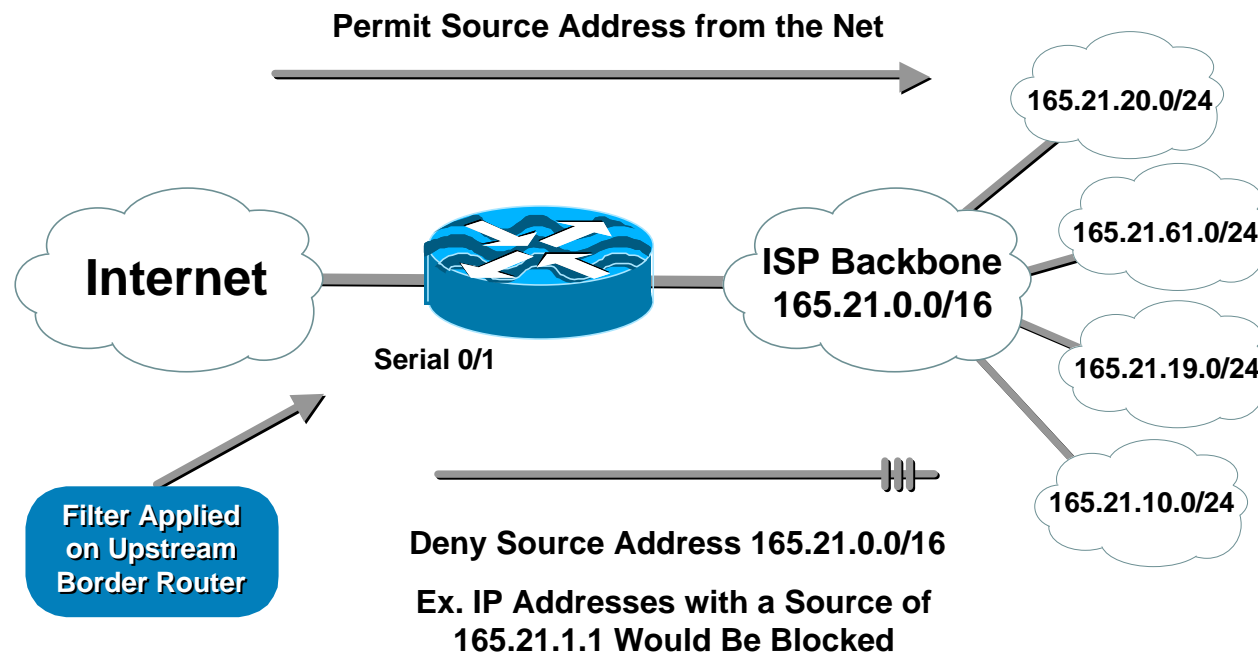 Permit Source Address from the Net
165.21.20.0/24
165.21.61.0/24
Internet
ISP Backbone
165.21.0.0/16
Serial 0/1
165.21.19.0/24
165.21.10.0/24
Filter Applied
on Upstream
Border Router
Deny Source Address 165.21.0.0/16
Ex. IP Addresses with a Source of
165.21.1.1 Would Be Blocked